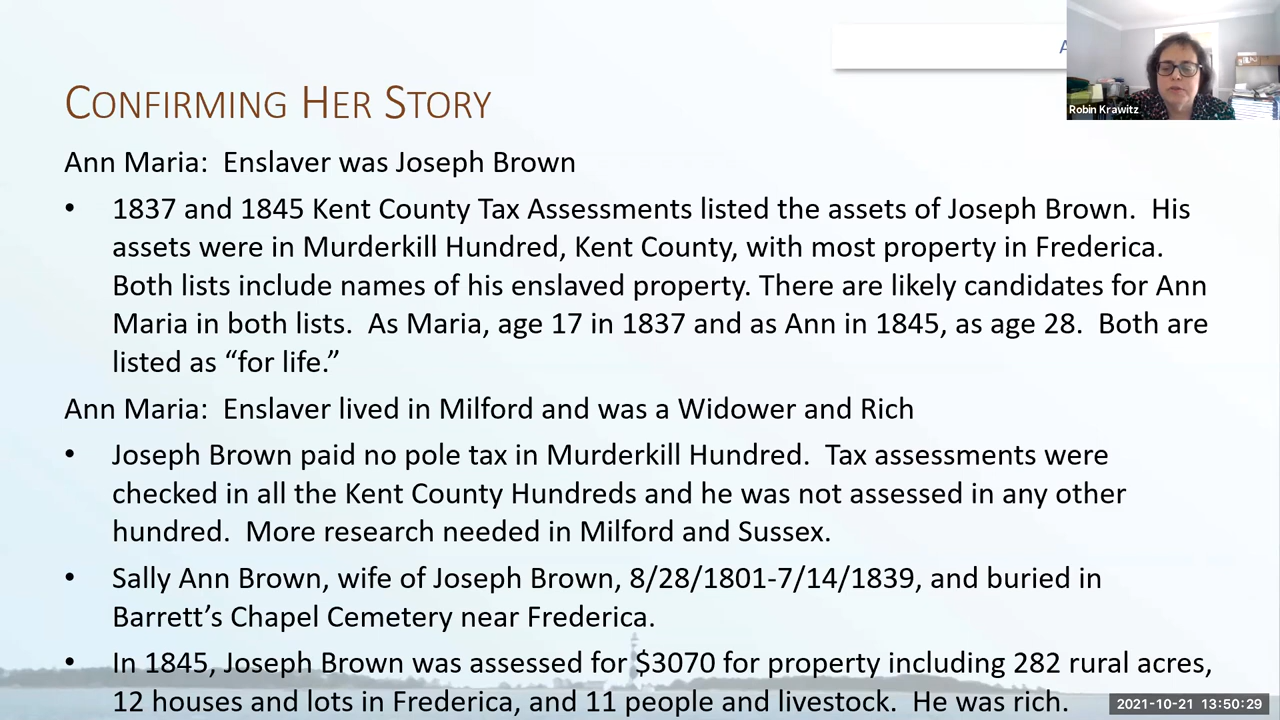 A
Robin Krawitz
CONFIRMING HER STORY
Ann Maria: Enslaver was Joseph Brown
• 1837 and 1845 Kent County Tax Assessments listed the assets of Joseph Brown. His
assets were in Murderkill Hundred, Kent County, with most property in Frederica.
Both lists include names of his enslaved property. There are likely candidates for Ann
Maria in both lists. As Maria, age 17 in 1837 and as Ann in 1845, as age 28. Both are
listed as “for life.”
Ann Maria: Enslaver lived in Milford and was a Widower and Rich
• Joseph Brown paid no pole tax in Murderkill Hundred. Tax assessments were
checked in all the Kent County Hundreds and he was not assessed in any other
hundred. More research needed in Milford and Sussex.
• Sally Ann Brown, wife of Joseph Brown, 8/28/1801-7/14/1839, and buried in
Barrett’s Chapel Cemetery near Frederica.
• In 1845, Joseph Brown was assessed for $3070 for property including 282 rural acres,
12 houses and lots in Frederica, and 11 people and livestock. He was rich.
2021-10-21 13:50:29